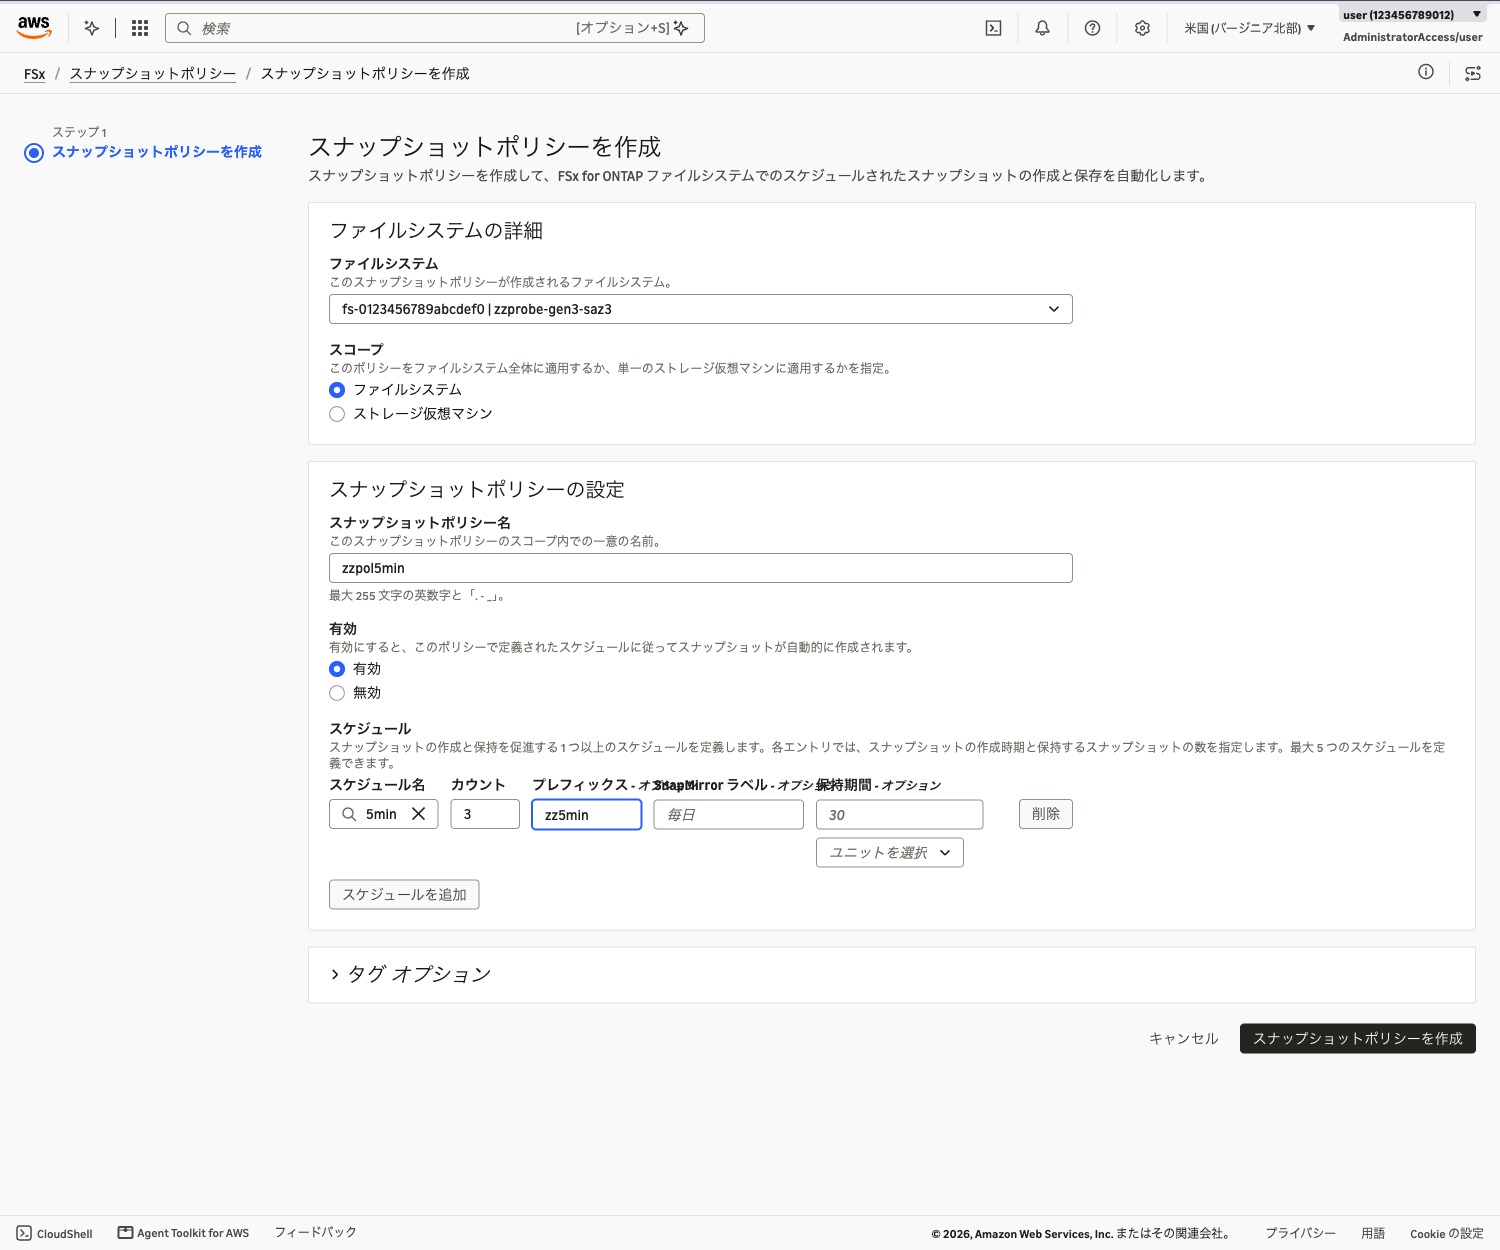 aws
検索
[オプション+S]
米国 (バージニア北部)
user (123456789012)
AdministratorAccess/user
FSx / スナップショットポリシー / スナップショットポリシーを作成
ステップ 1
スナップショットポリシーを作成
スナップショットポリシーを作成
スナップショットポリシーを作成して、FSx for ONTAP ファイルシステムでのスケジュールされたスナップショットの作成と保存を自動化します。
ファイルシステムの詳細
ファイルシステム
このスナップショットポリシーが作成されるファイルシステム。
fs-0123456789abcdef0 | zzprobe-gen3-saz3
スコープ
このポリシーをファイルシステム全体に適用するか、単一のストレージ仮想マシンに適用するかを指定。
ファイルシステム
ストレージ仮想マシン
スナップショットポリシーの設定
スナップショットポリシー名
このスナップショットポリシーのスコープ内での一意の名前。
zzpol5min
最大 255 文字の英数字と「. - _」。
有効
有効にすると、このポリシーで定義されたスケジュールに従ってスナップショットが自動的に作成されます。
有効
無効
スケジュール
スナップショットの作成と保持を促進する 1 つ以上のスケジュールを定義します。各エントリでは、スナップショットの作成時期と保持するスナップショットの数を指定します。最大 5 つのスケジュールを定
義できます。
スケジュール名 カウント プレフィックス - オプション SnapMirror ラベル - オプション 保持期間 - オプション
5min 3 zz5min 毎日 30 削除
ユニットを選択
スケジュールを追加
タグ オプション
キャンセル スナップショットポリシーを作成
CloudShell Agent Toolkit for AWS フィードバック © 2026, Amazon Web Services, Inc. またはその関連会社。 プライバシー 用語 Cookie の設定